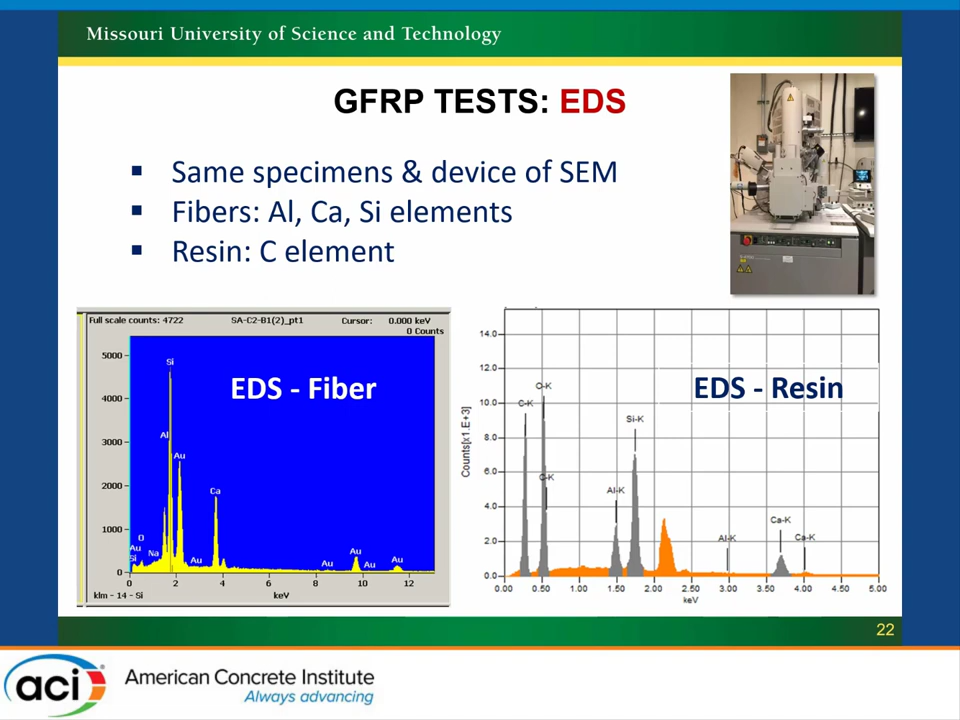 Missouri University of Science and Technology
GFRP TESTS: EDS
▪ Same specimens & device of SEM
▪ Fibers: Al, Ca, Si elements
▪ Resin: C element
Full scale counts: 4722 SA-C2-B1(2)_pt1 Cursor: 0.000 keV
0 Counts
5000
4000
3000
2000
1000
0
Si
Al
Au
Ca
O
Au
Si
Na
Au
Au
Au
Au
Au
0 2 4 6 8 10 12
klm - 14 - Si keV
EDS - Fiber
EDS - Resin
Counts[x1.E+3]
14.0
12.0
10.0
8.0
6.0
4.0
2.0
0.0
C-K
O-K
O-K
Al-K
Si-K
Al-K
Ca-K
Ca-K
0.00 0.50 1.00 1.50 2.00 2.50 3.00 3.50 4.00 4.50 5.00
keV
22
aci American Concrete Institute
Always advancing